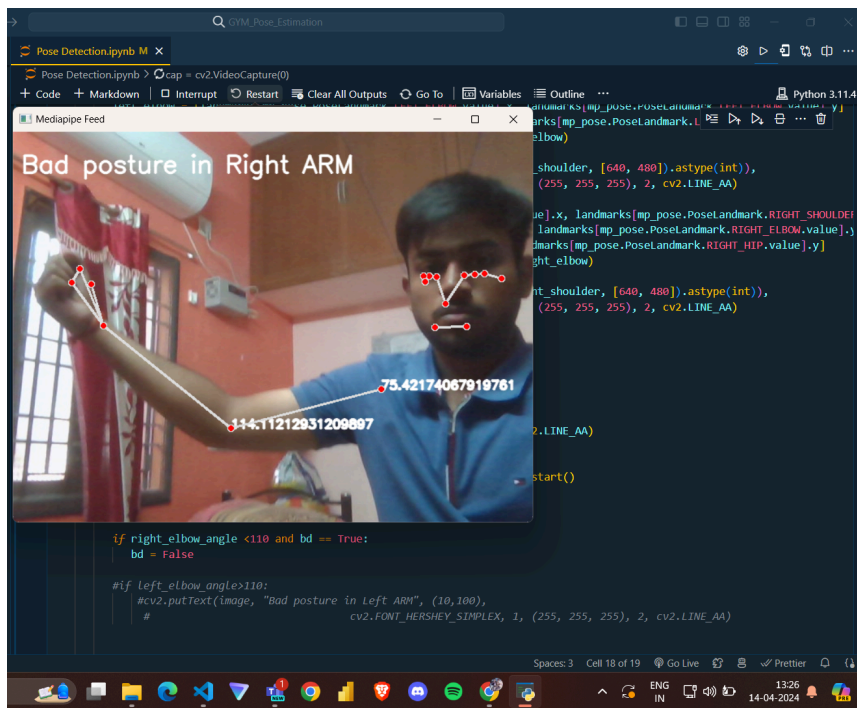 GYM_Pose_Estimation
Pose Detection.ipynb M
Pose Detection.ipynb > cap = cv2.VideoCapture(0)
+ Code + Markdown Interrupt Restart Clear All Outputs Go To Variables Outline ... Python 3.11.4
Mediapipe Feed
Bad posture in Right ARM
75.42174067919761
114.11212931209897
elbow)
_shoulder, [640, 480]).astype(int)),
(255, 255, 255), 2, cv2.LINE_AA)
ue].x, landmarks[mp_pose.PoseLandmark.RIGHT_SHOULDER
landmarks[mp_pose.PoseLandmark.RIGHT_ELBOW.value].y
dmarks[mp_pose.PoseLandmark.RIGHT_HIP.value].y]
ght_elbow)
ht_shoulder, [640, 480]).astype(int)),
(255, 255, 255), 2, cv2.LINE_AA)
2.LINE_AA)
start()
if right_elbow_angle <110 and bd == True:
bd = False
#if left_elbow_angle>110:
#cv2.putText(image, "Bad posture in Left ARM", (10,100),
# cv2.FONT_HERSHEY_SIMPLEX, 1, (255, 255, 255), 2, cv2.LINE_AA)
Spaces: 3 Cell 18 of 19 Go Live Prettier
ENG
IN
13:26
14-04-2024